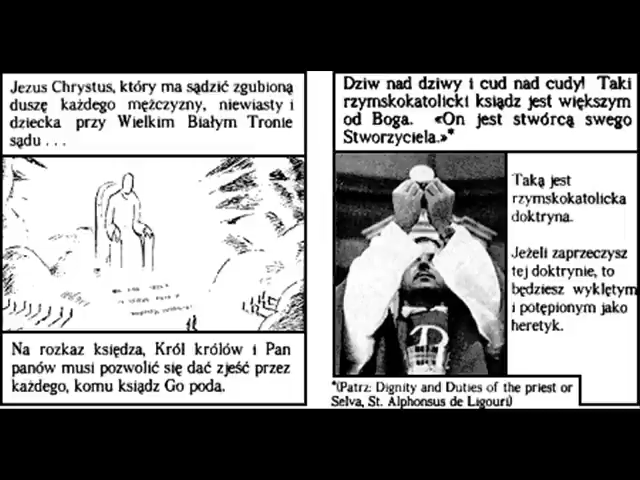 Jezus Chrystus, który ma sądzić zgubioną
duszę każdego mężczyzny, niewiasty i
dziecka przy Wielkim Białym Tronie
sądu . . .
Na rozkaz księdza, Król królów i Pan
panów musi pozwolić się dać zjeść przez
każdego, komu ksiądz Go poda.
Dziw nad dziwy i cud nad cudy! Taki
rzymskokatolicki ksiądz jest większym
od Boga. «On jest stwórcą swego
Stworzyciela.»*
Taką jest
rzymskokatolicka
doktryna.
Jeżeli zaprzeczysz
tej doktrynie, to
będziesz wyklętym
i potępionym jako
heretyk.
*(Patrz: Dignity and Duties of the priest or
Selva, St. Alphonsus de Ligouri)